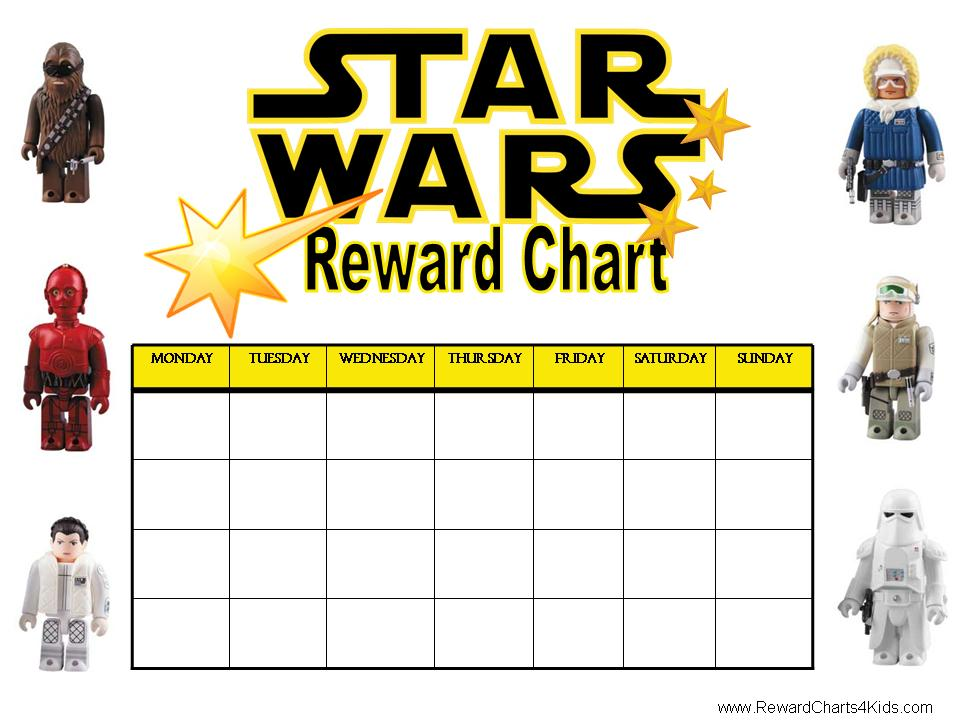 STAR
WARS
Reward Chart
MONDAY TUESDAY WEDNESDAY THURSDAY FRIDAY SATURDAY SUNDAY
www.RewardCharts4Kids.com